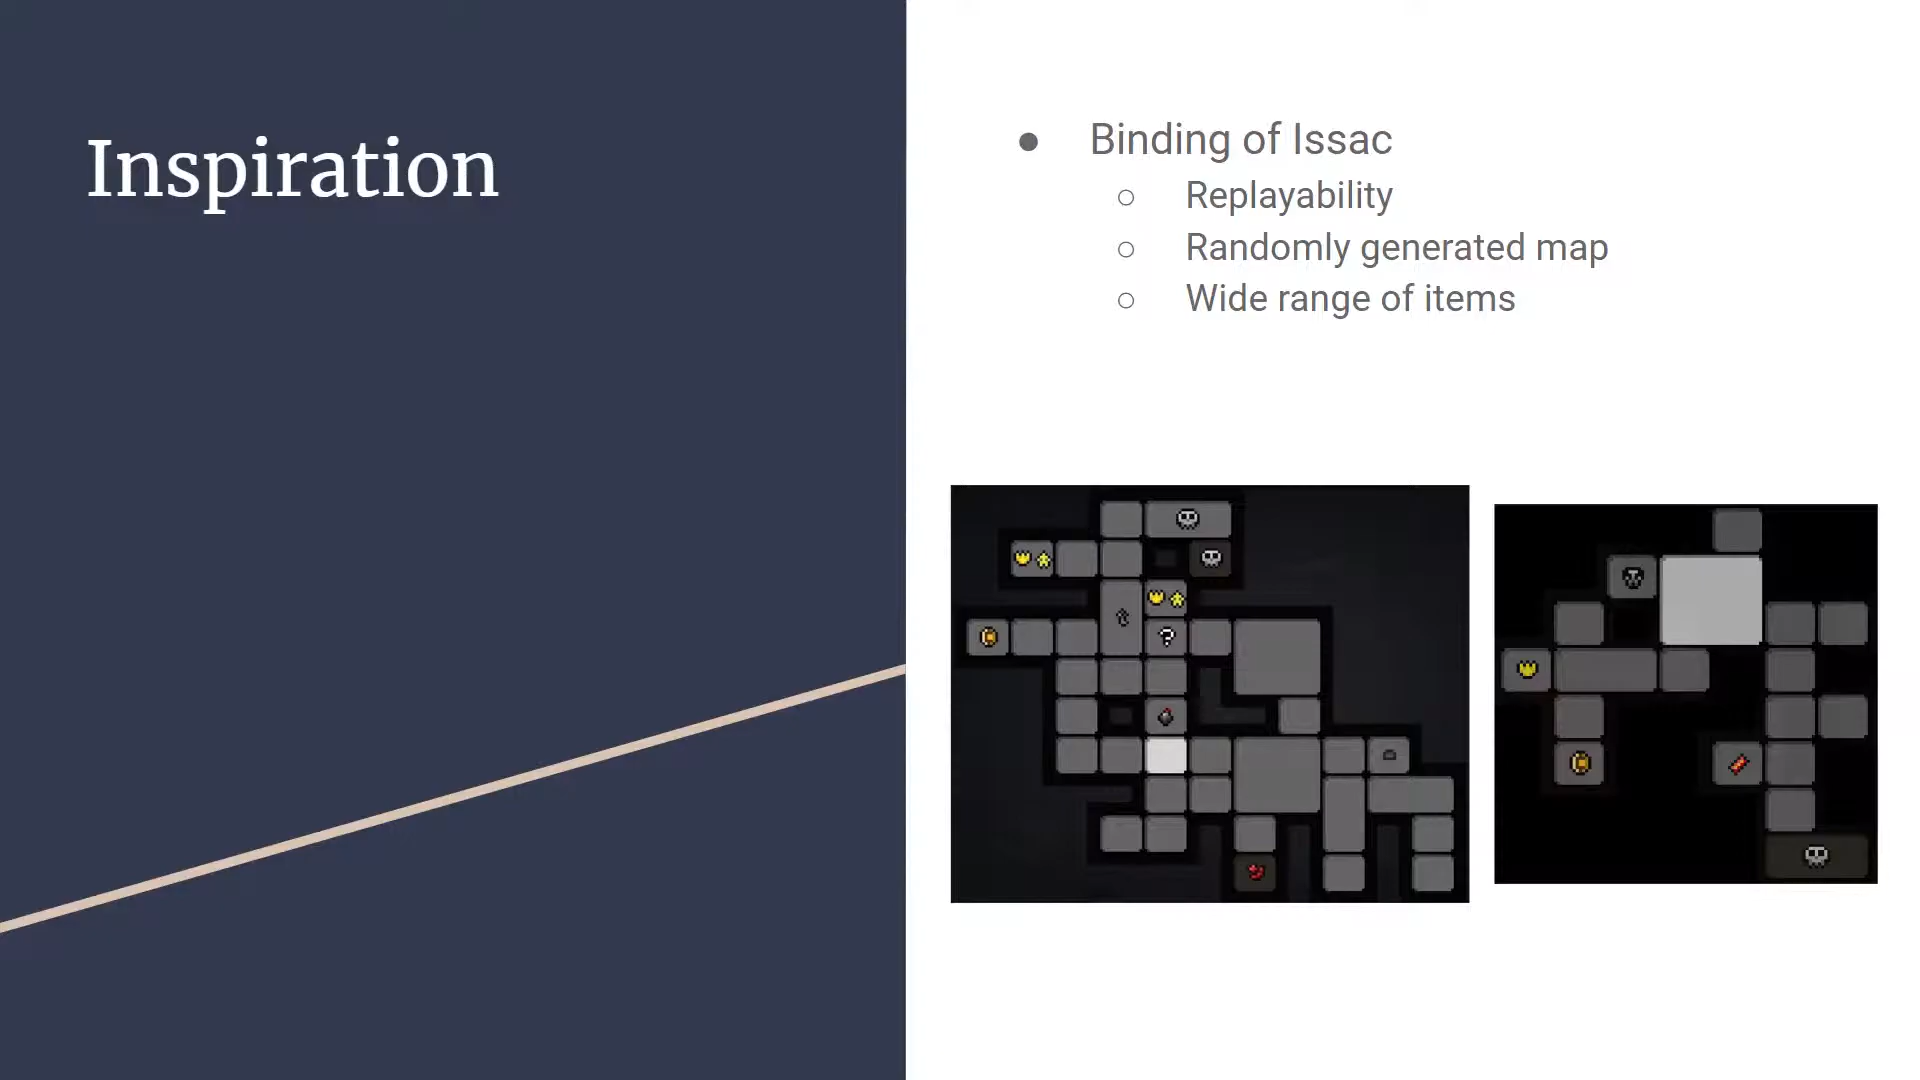 Inspiration
Binding of Issac
Replayability
Randomly generated map
Wide range of items
?